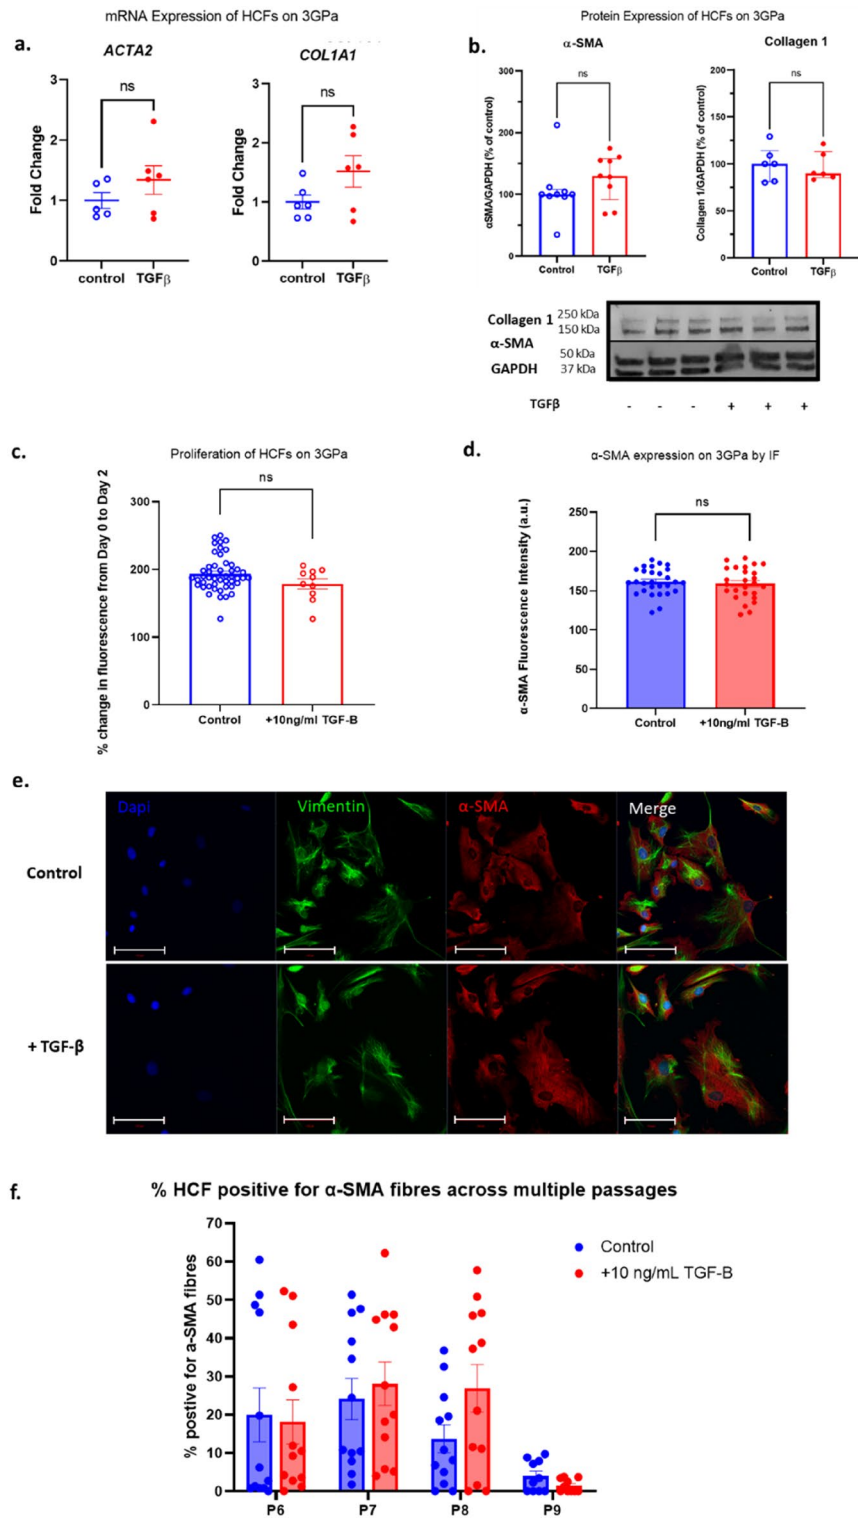 mRNA Expression of HCFs on 3GPa
a.
ACTA2
COL1A1
Fold Change
3
2
1
0
ns
control TGFβ
Fold Change
3
2
1
0
ns
control TGFβ
Protein Expression of HCFs on 3GPa
b.
α-SMA
Collagen 1
αSMA/GAPDH (% of control)
300
200
150
100
50
0
ns
Control TGFβ
Collagen 1/GAPDH (% of control)
200
150
100
50
0
ns
Control TGFβ
Collagen 1
250 kDa
150 kDa
α-SMA
50 kDa
GAPDH
37 kDa
TGFβ - - - + + +
c.
Proliferation of HCFs on 3GPa
% change in fluorescence from Day 0 to Day 2
300
200
100
0
ns
Control +10ng/ml TGF-B
d.
α-SMA expression on 3GPa by IF
α-SMA Fluorescence Intensity (a.u.)
250
200
150
100
50
0
ns
Control +10ng/ml TGF-B
e.
Dapi Vimentin α-SMA Merge
Control
+ TGF-β
f.
% HCF positive for α-SMA fibres across multiple passages
% postive for a-SMA fibres
70
60
50
40
30
20
10
0
P6 P7 P8 P9
Control
+10 ng/mL TGF-B